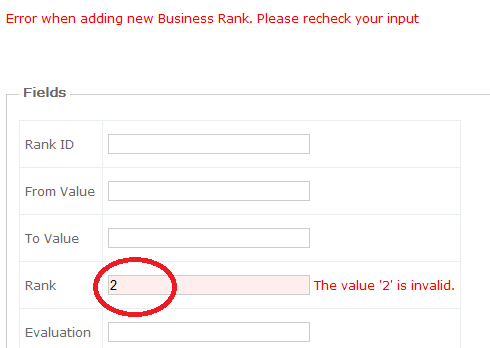 Error when adding new Business Rank. Please recheck your input
Fields
Rank ID
From Value
To Value
Rank 2 The value '2' is invalid.
Evaluation